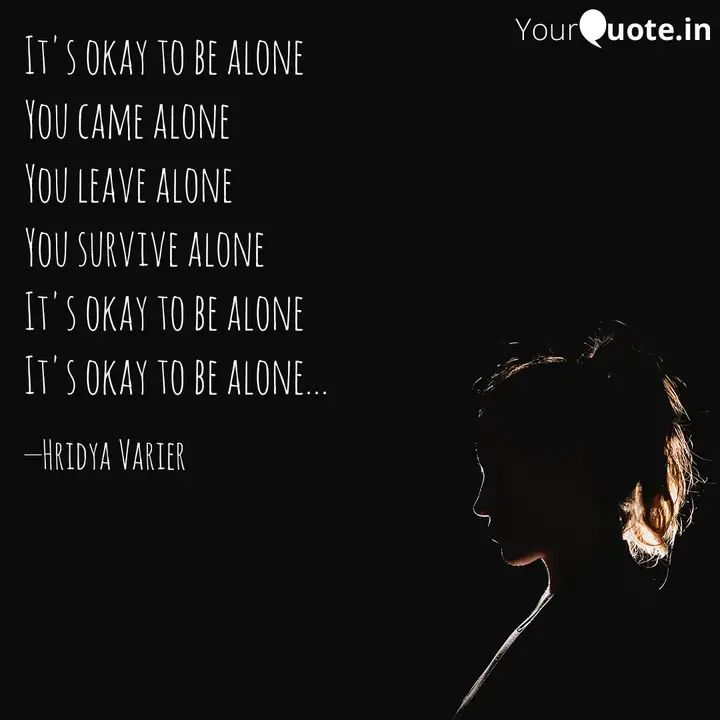 YourQuote.in
It's okay to be alone
You came alone
You leave alone
You survive alone
It's okay to be alone
It's okay to be alone...
—Hridya Varier